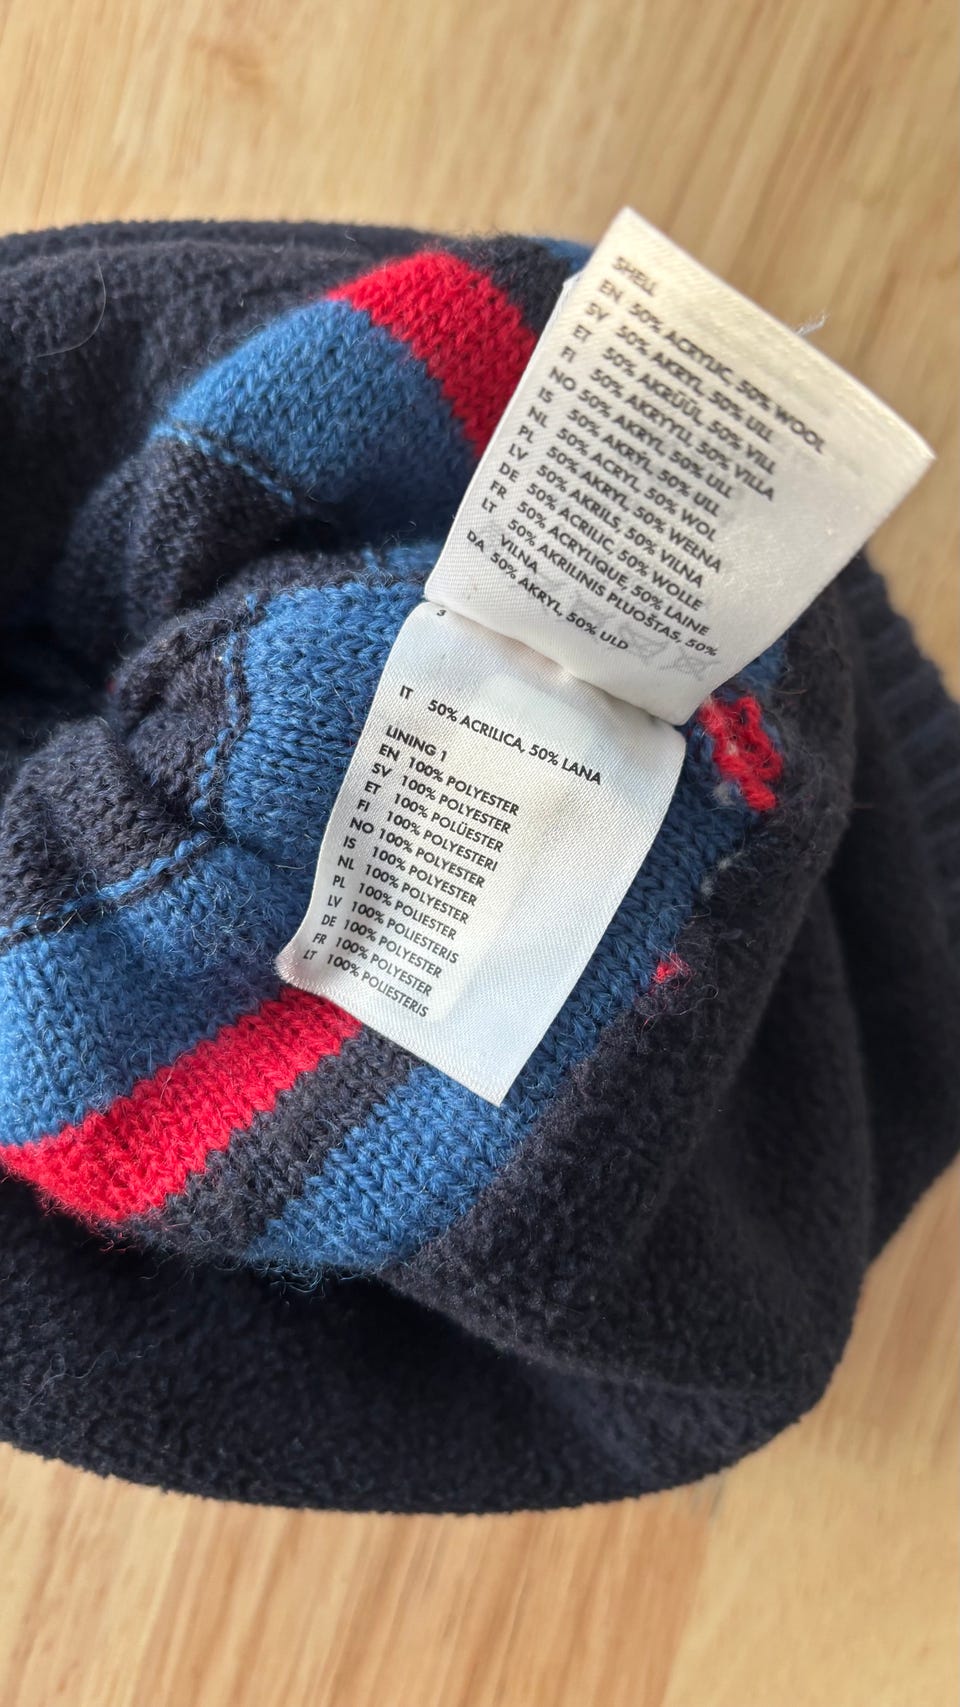 SHELL
EN 50% ACRYLIC, 50% WOOL
SV 50% AKRYL, 50% ULL
ET 50% AKRÜÜL, 50% VILL
FI 50% AKRYYLI, 50% VILLA
NO 50% AKRYL, 50% ULL
IS 50% AKRÝL, 50% ULL
NL 50% ACRYL, 50% WOL
PL 50% AKRYL, 50% WEŁNA
LV 50% AKRILS, 50% VILNA
DE 50% ACRILIC, 50% WOLLE
FR 50% ACRYLIQUE, 50% LAINE
LT 50% AKRILINIS PLUOŠTAS, 50%
VILNA
DA 50% AKRYL, 50% ULD
3
IT 50% ACRILICA, 50% LANA
LINING 1
EN 100% POLYESTER
SV 100% POLYESTER
ET 100% POLÜESTER
FI 100% POLYESTERI
NO 100% POLYESTER
IS 100% POLYESTER
NL 100% POLYESTER
PL 100% POLIESTER
LV 100% POLIESTERIS
DE 100% POLYESTER
FR 100% POLYESTER
LT 100% POLIESTERIS